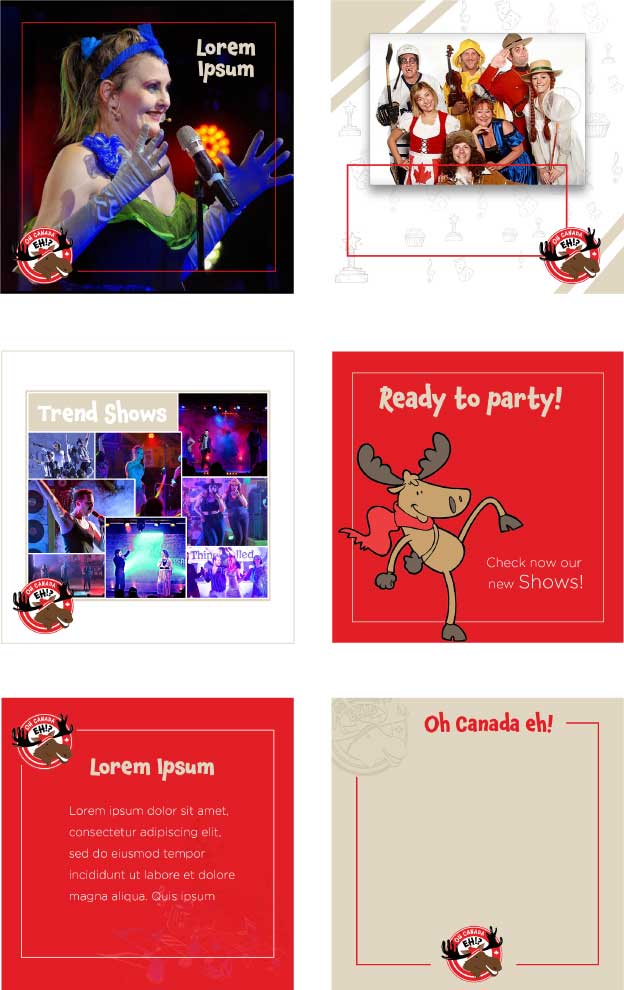 Lorem
Ipsum
OH CANADA
EH!?
OH CANADA
EH!?
Trend Shows
OH CANADA
EH!?
Ready to party!
Check now our
new Shows!
OH CANADA
EH!?
Lorem Ipsum
Lorem ipsum dolor sit amet,
consectetur adipiscing elit,
sed do eiusmod tempor
incididunt ut labore et dolore
magna aliqua. Quis ipsum
Oh Canada eh!
OH CANADA
EH!?